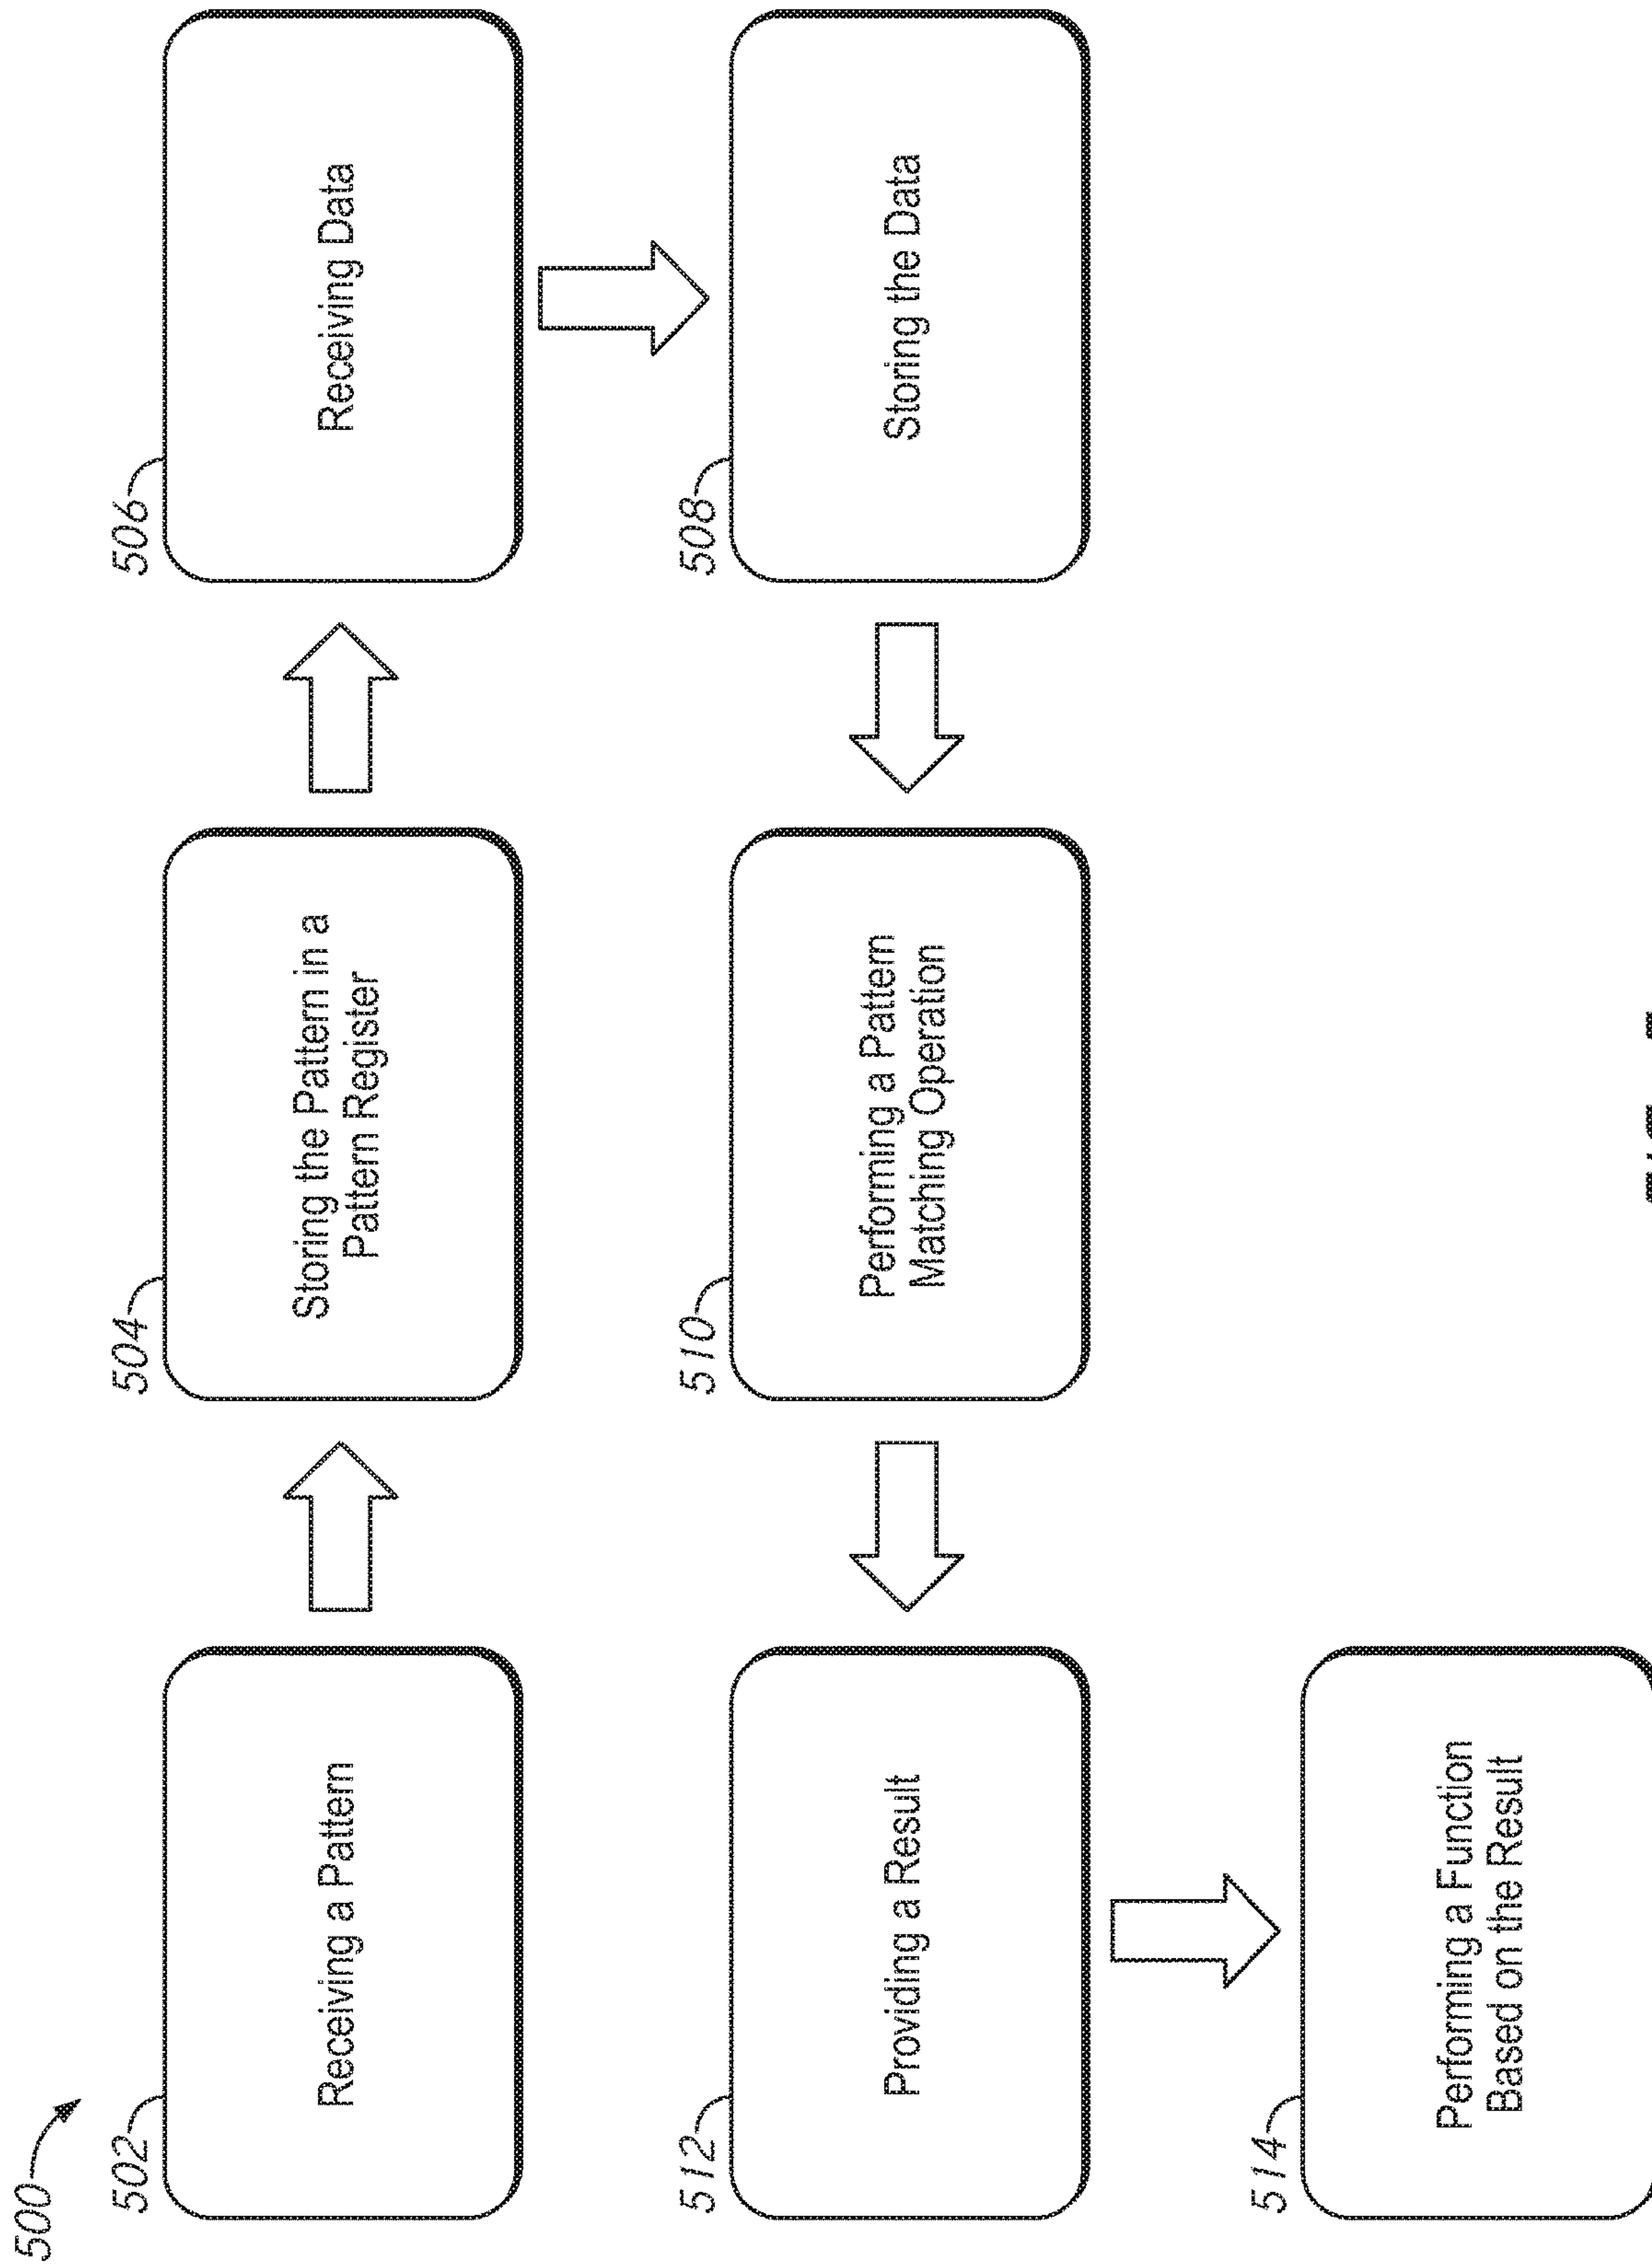 500
502
Receiving a Pattern
504
Storing the Pattern in a
Pattern Register
506
Receiving Data
508
Storing the Data
510
Performing a Pattern
Matching Operation
512
Providing a Result
514
Performing a Function
Based on the Result